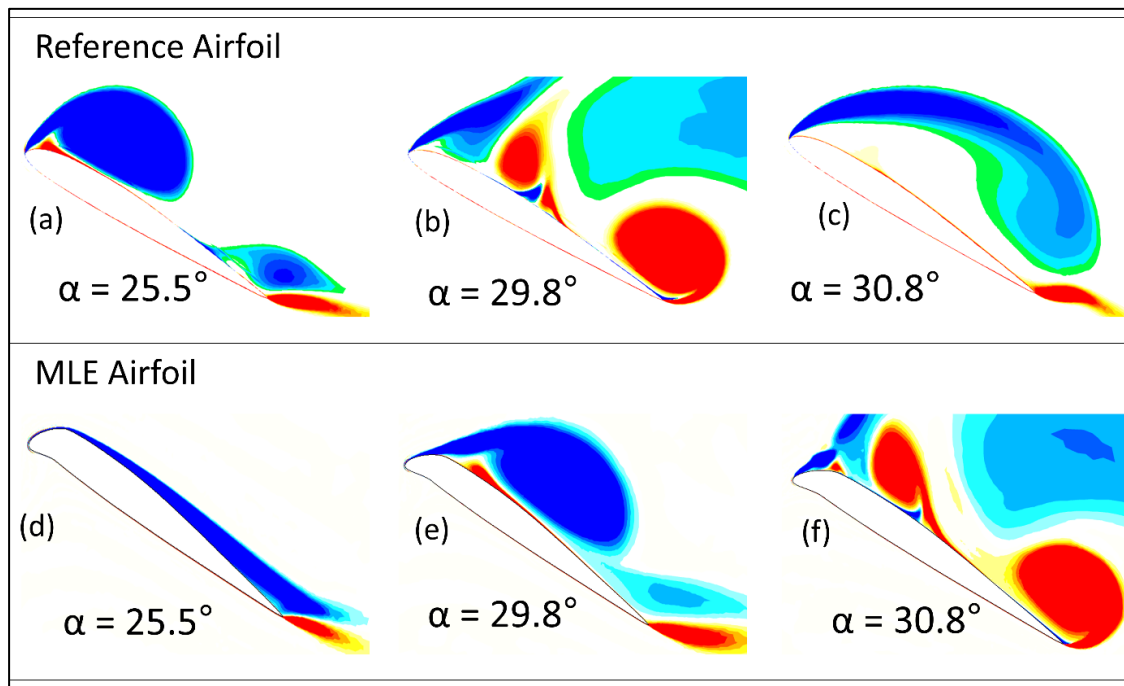 Reference Airfoil
(a)
(b)
(c)
α = 25.5°
α = 29.8°
α = 30.8°
MLE Airfoil
(d)
(e)
(f)
α = 25.5°
α = 29.8°
α = 30.8°